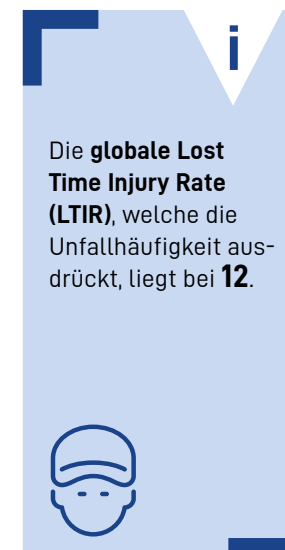 i
Die globale Lost
Time Injury Rate
(LTIR), welche die
Unfallhäufigkeit aus-
drückt, liegt bei 12.